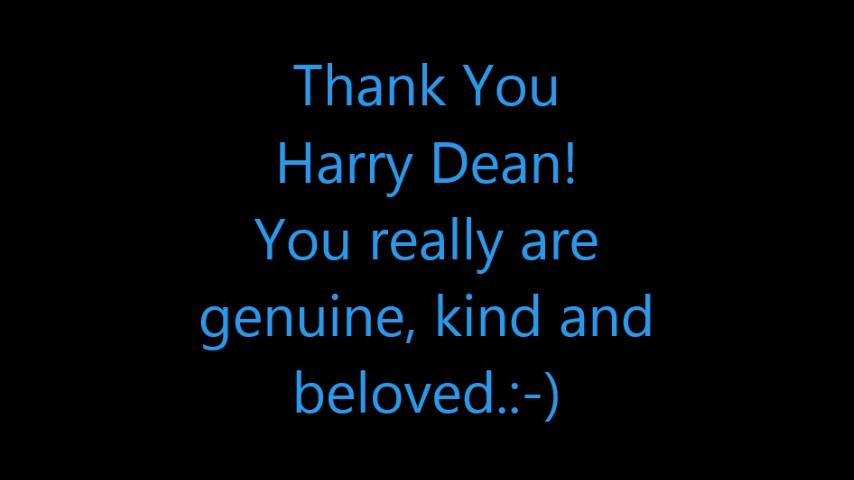 Thank You
Harry Dean!
You really are
genuine, kind and
beloved.:-)